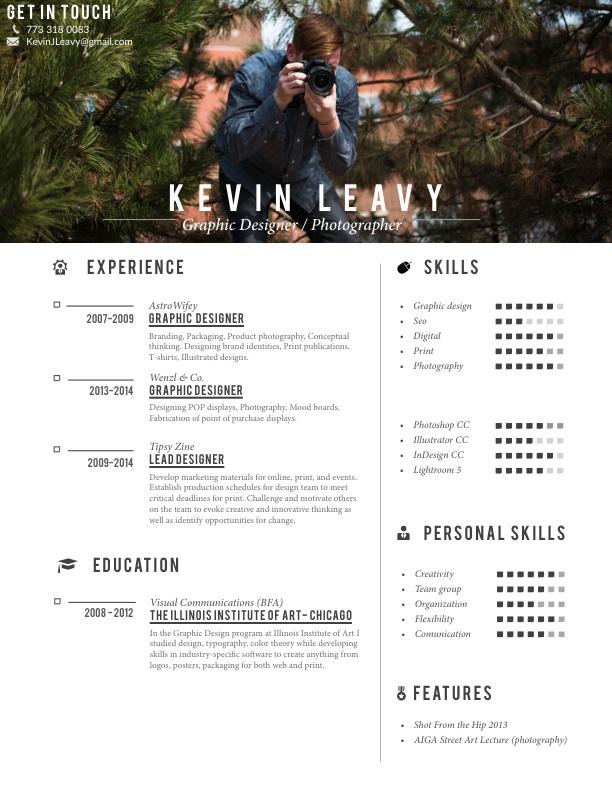 GET IN TOUCH
773 318 0083
KevinJLeavy@gmail.com
KEVIN LEAVY
Graphic Designer / Photographer
EXPERIENCE
AstroWifey
2007-2009
GRAPHIC DESIGNER
Branding, Packaging, Product photography, Conceptual
thinking. Designing brand identities, Print publications,
T-shirts, Illustrated designs.
Wenzl & Co.
2013-2014
GRAPHIC DESIGNER
Designing POP displays, Photography, Mood boards,
Fabrication of point of purchase displays.
Tipsy Zine
2009-2014
LEAD DESIGNER
Develop marketing materials for online, print, and events.
Establish production schedules for design team to meet
critical deadlines for print. Challenge and motivate others
on the team to evoke creative and innovative thinking as
well as identify opportunities for change.
EDUCATION
Visual Communications (BFA)
2008-2012
THE ILLINOIS INSTITUTE OF ART- CHICAGO
In the Graphic Design program at Illinois Institute of Art I
studied design, typography, color theory while developing
skills in industry-specific software to create anything from
logos, posters, packaging for both web and print.
SKILLS
Graphic design
Seo
Digital
Print
Photography
Photoshop CC
Illustrator CC
InDesign CC
Lightroom 5
PERSONAL SKILLS
Creativity
Team group
Organization
Flexibility
Comunication
FEATURES
Shot From the Hip 2013
AIGA Street Art Lecture (photography)